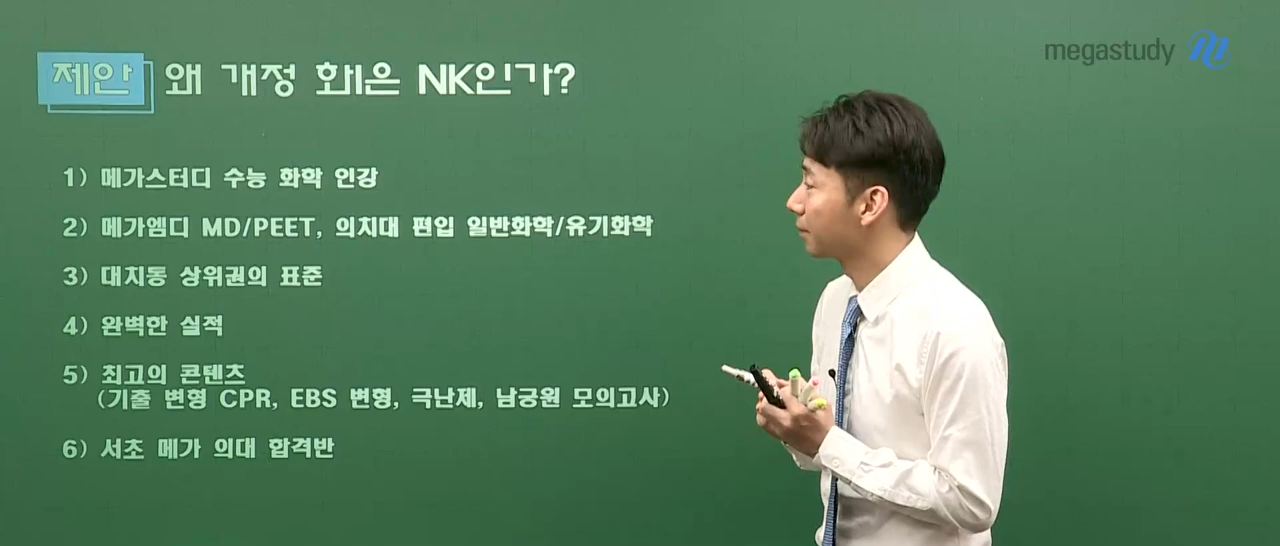 제안 왜 개정 화I은 NK인가?
megastudy
1) 메가스터디 수능 화학 인강
2) 메가엠디 MD/PEET, 의치대 편입 일반화학/유기화학
3) 대치동 상위권의 표준
4) 완벽한 실적
5) 최고의 콘텐츠
(기출 변형 CPR, EBS 변형, 극난제, 남궁원 모의고사)
6) 서초 메가 의대 합격반